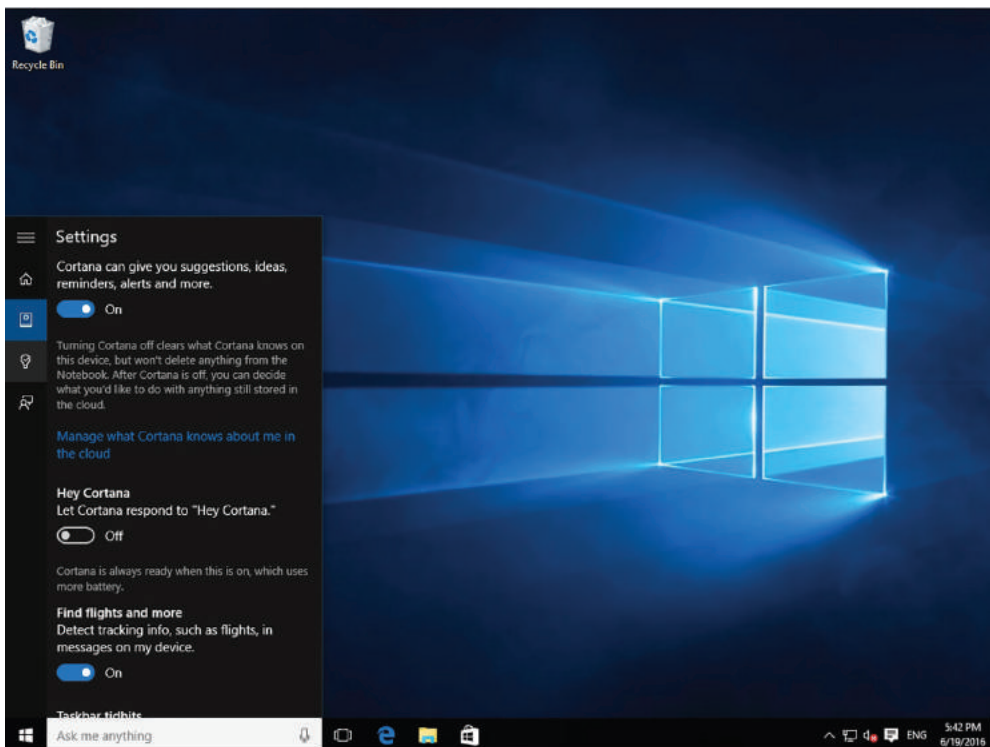 Recycle Bin
Settings
Cortana can give you suggestions, ideas,
reminders, alerts and more.
On
Turning Cortana off clears what Cortana knows on
this device, but won't delete anything from the
Notebook. After Cortana is off, you can decide
what you'd like to do with anything still stored in
the cloud.
Manage what Cortana knows about me in
the cloud
Hey Cortana
Let Cortana respond to "Hey Cortana."
Off
Cortana is always ready when this is on, which uses
more battery.
Find flights and more
Detect tracking info, such as flights, in
messages on my device.
On
Taskbar tidbits
Ask me anything
ENG
5:42 PM
6/19/2016